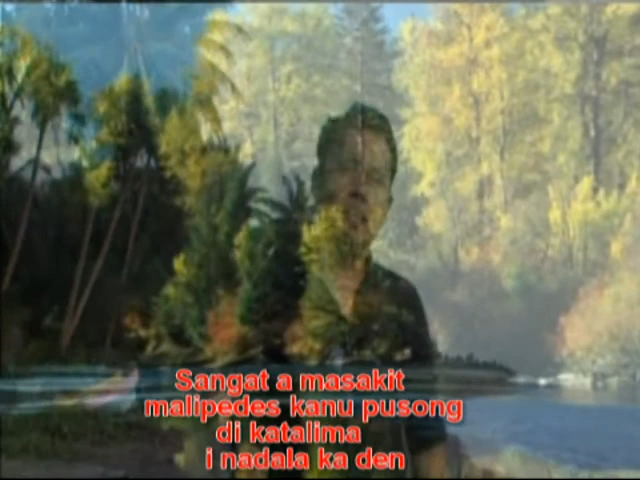 Sangat a masakit
malipedes kanu pusong
di katalima
i nadala ka den